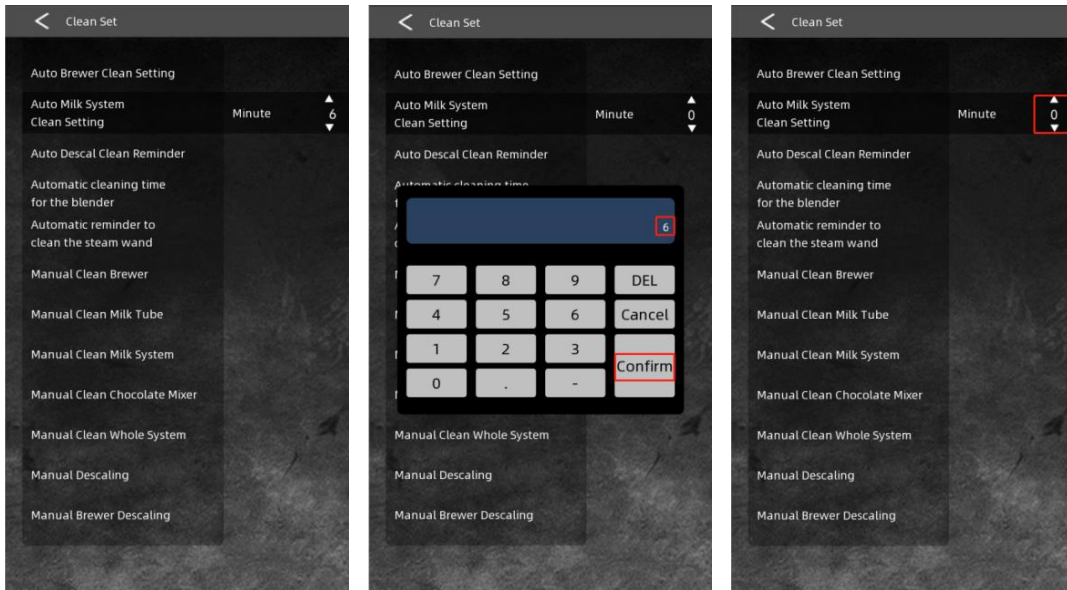 Clean Set
Auto Brewer Clean Setting
Auto Milk System
Clean Setting
Minute
6
Auto Descal Clean Reminder
Automatic cleaning time
for the blender
Automatic reminder to
clean the steam wand
Manual Clean Brewer
Manual Clean Milk Tube
Manual Clean Milk System
Manual Clean Chocolate Mixer
Manual Clean Whole System
Manual Descaling
Manual Brewer Descaling
Clean Set
Auto Brewer Clean Setting
Auto Milk System
Clean Setting
Minute
0
Auto Descal Clean Reminder
Automatic cleaning time
6
7 8 9 DEL
4 5 6 Cancel
1 2 3
Confirm
0 . -
Manual Clean Whole System
Manual Descaling
Manual Brewer Descaling
Clean Set
Auto Brewer Clean Setting
Auto Milk System
Clean Setting
Minute
0
Auto Descal Clean Reminder
Automatic cleaning time
for the blender
Automatic reminder to
clean the steam wand
Manual Clean Brewer
Manual Clean Milk Tube
Manual Clean Milk System
Manual Clean Chocolate Mixer
Manual Clean Whole System
Manual Descaling
Manual Brewer Descaling